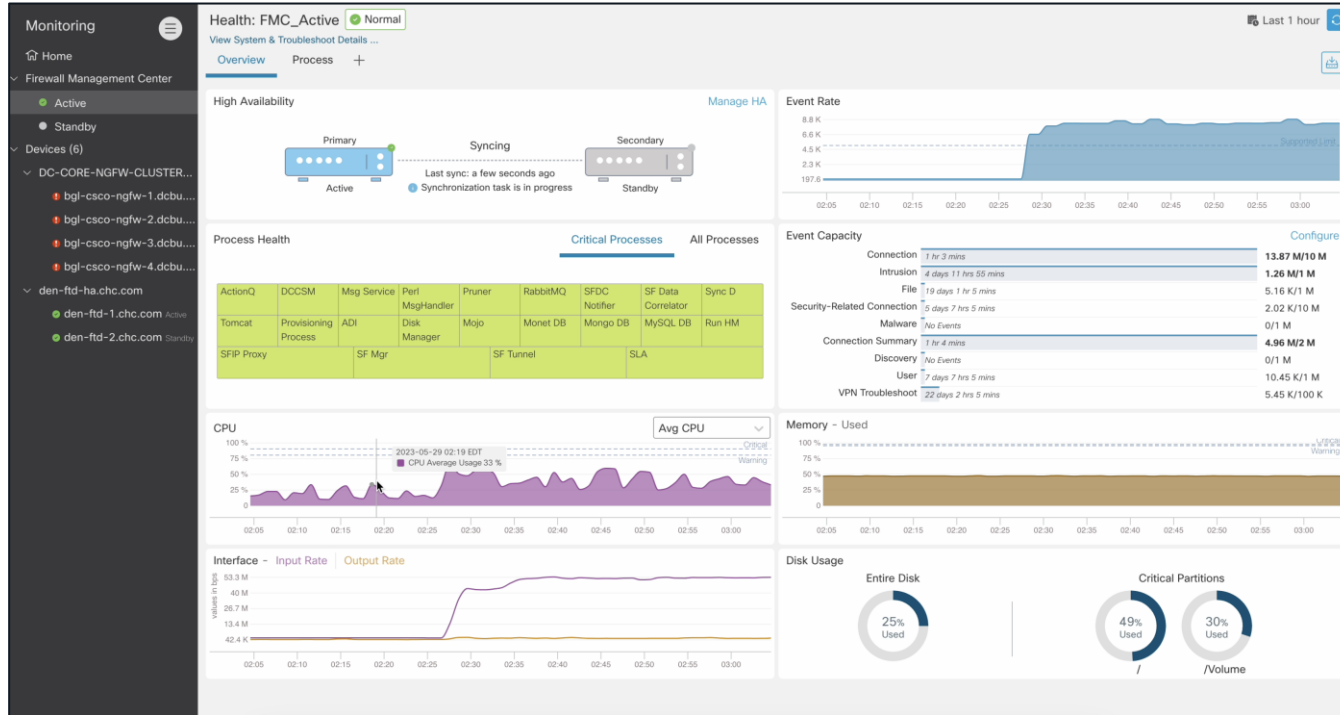 Monitoring
Home
Firewall Management Center
Active
Standby
Devices (6)
DC-CORE-NGFW-CLUSTER...
bgl-csco-ngfw-1.dcbu....
bgl-csco-ngfw-2.dcbu....
bgl-csco-ngfw-3.dcbu....
bgl-csco-ngfw-4.dcbu....
den-ftd-ha.chc.com
den-ftd-1.chc.com Active
den-ftd-2.chc.com Standby
Health: FMC_Active Normal
Last 1 hour
View System & Troubleshoot Details ...
Overview Process +
High Availability Manage HA
Primary
Active
Syncing
Last sync: a few seconds ago
Synchronization task is in progress
Secondary
Standby
Event Rate
8.8 K
6.6 K
4.5 K
2.3 K
197.6
Supported Limit
02:05 02:10 02:15 02:20 02:25 02:30 02:35 02:40 02:45 02:50 02:55 03:00
Process Health Critical Processes All Processes
ActionQ DCCSM Msg Service Perl MsgHandler Pruner RabbitMQ SFDC Notifier SF Data Correlator Sync D
Tomcat Provisioning Process ADI Disk Manager Mojo Monet DB Mongo DB MySQL DB Run HM
SFIP Proxy SF Mgr SF Tunnel SLA
Event Capacity Configure
Connection 1 hr 3 mins 13.87 M/10 M
Intrusion 4 days 11 hrs 55 mins 1.26 M/1 M
File 19 days 1 hr 5 mins 5.16 K/1 M
Security-Related Connection 5 days 7 hrs 5 mins 2.02 K/10 M
Malware No Events 0/1 M
Connection Summary 1 hr 4 mins 4.96 M/2 M
Discovery No Events 0/1 M
User 7 days 7 hrs 5 mins 10.45 K/1 M
VPN Troubleshoot 22 days 2 hrs 5 mins 5.45 K/100 K
CPU Avg CPU
100 %
75 %
50 %
25 %
0
Critical
Warning
2023-05-29 02:19 EDT
CPU Average Usage 33 %
02:05 02:10 02:15 02:20 02:25 02:30 02:35 02:40 02:45 02:50 02:55 03:00
Memory - Used
100 %
75 %
50 %
25 %
0
Critical
Warning
02:05 02:10 02:15 02:20 02:25 02:30 02:35 02:40 02:45 02:50 02:55 03:00
Interface - Input Rate Output Rate
values in bps
53.3 M
40 M
26.7 M
13.4 M
42.4 K
02:05 02:10 02:15 02:20 02:25 02:30 02:35 02:40 02:45 02:50 02:55 03:00
Disk Usage
Entire Disk
25% Used
Critical Partitions
49% Used
/
30% Used
/Volume